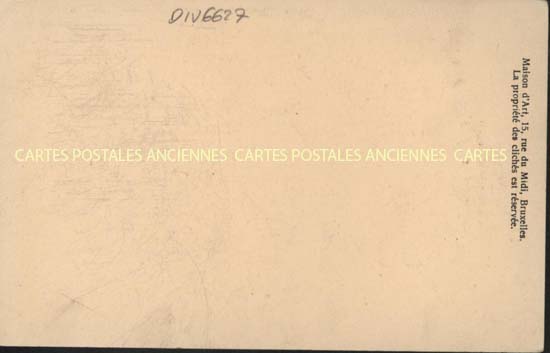 DIV6627
CARTES POSTALES ANCIENNES CARTES POSTALES ANCIENNES CARTES
Maison d'Art, 15, rue du Midi, Bruxelles.
La propriété des clichés est réservée.